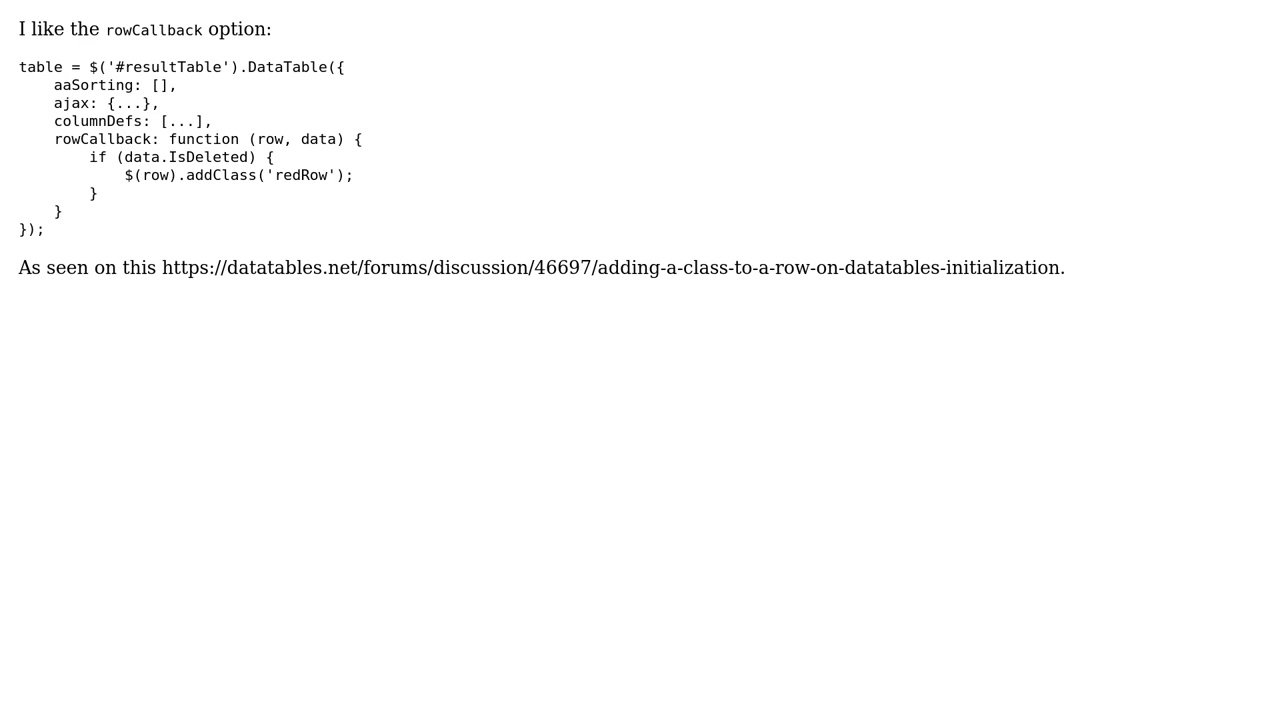 I like the rowCallback option:
table = $('#resultTable').DataTable({
    aaSorting: [],
    ajax: {...},
    columnDefs: [...],
    rowCallback: function (row, data) {
        if (data.IsDeleted) {
            $(row).addClass('redRow');
        }
    }
});
As seen on this https://datatables.net/forums/discussion/46697/adding-a-class-to-a-row-on-datatables-initialization.